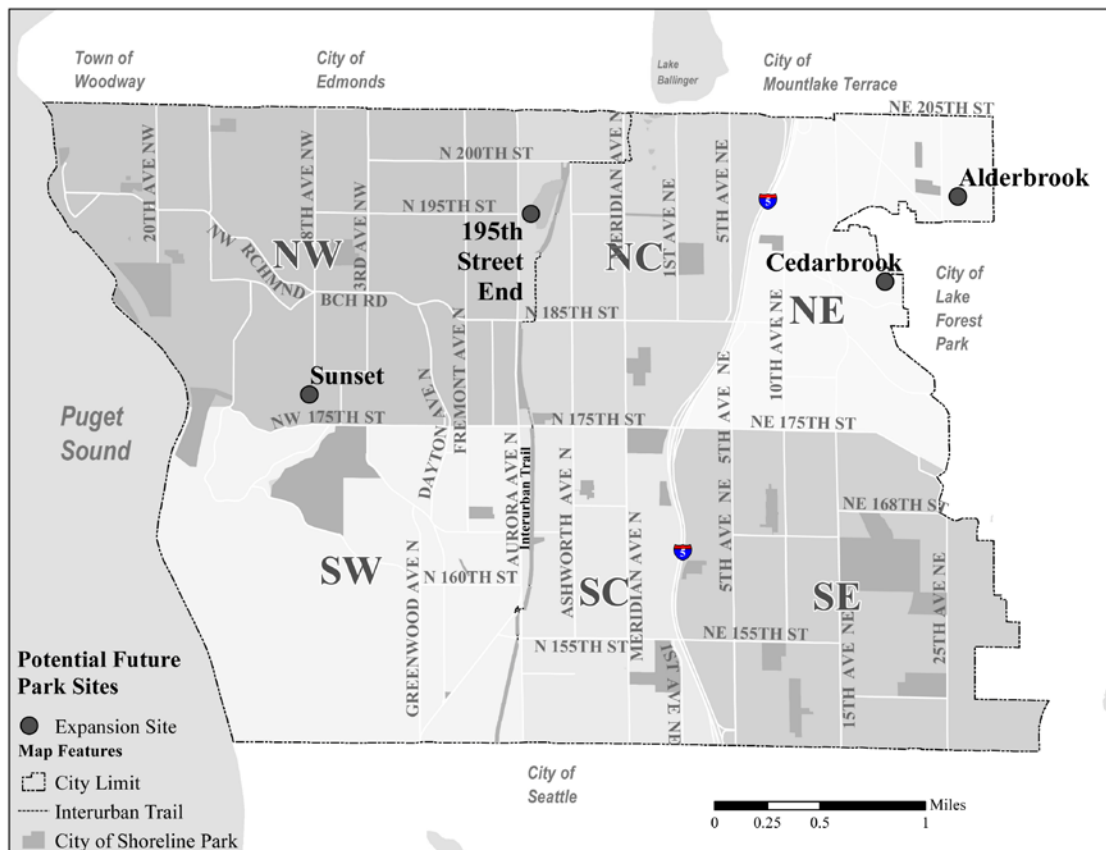 Town of
Woodway
City of
Edmonds
Lake
Ballinger
City of
Mountlake Terrace
NE 205TH ST
20TH AVE NW
8TH AVE NW
3RD AVE NW
N 200TH ST
MERIDIAN AVE N
1ST AVE NE
5TH AVE NE
5
Alderbrook
N 195TH ST
195th
Street
End
NW
NW RCHMND
BCH RD
NC
Cedarbrook
City of
Lake
Forest
Park
NE
N 185TH ST
10TH AVE NE
Sunset
DAYTON AVE N
FREMONT AVE N
5TH AVE NE
5TH AVE NE
Puget
Sound
NW 175TH ST
N 175TH ST
NE 175TH ST
AURORA AVE N
Interurban Trail
ASHWORTH AVE N
MERIDIAN AVE N
5TH AVE NE
NE 168TH ST
5
SW
GREENWOOD AVE N
N 160TH ST
SC
SE
15TH AVE NE
25TH AVE NE
N 155TH ST
NE 155TH ST
1ST AVE NE
Potential Future
Park Sites
Expansion Site
Map Features
City Limit
Interurban Trail
City of Shoreline Park
City of
Seattle
Miles
0 0.25 0.5 1